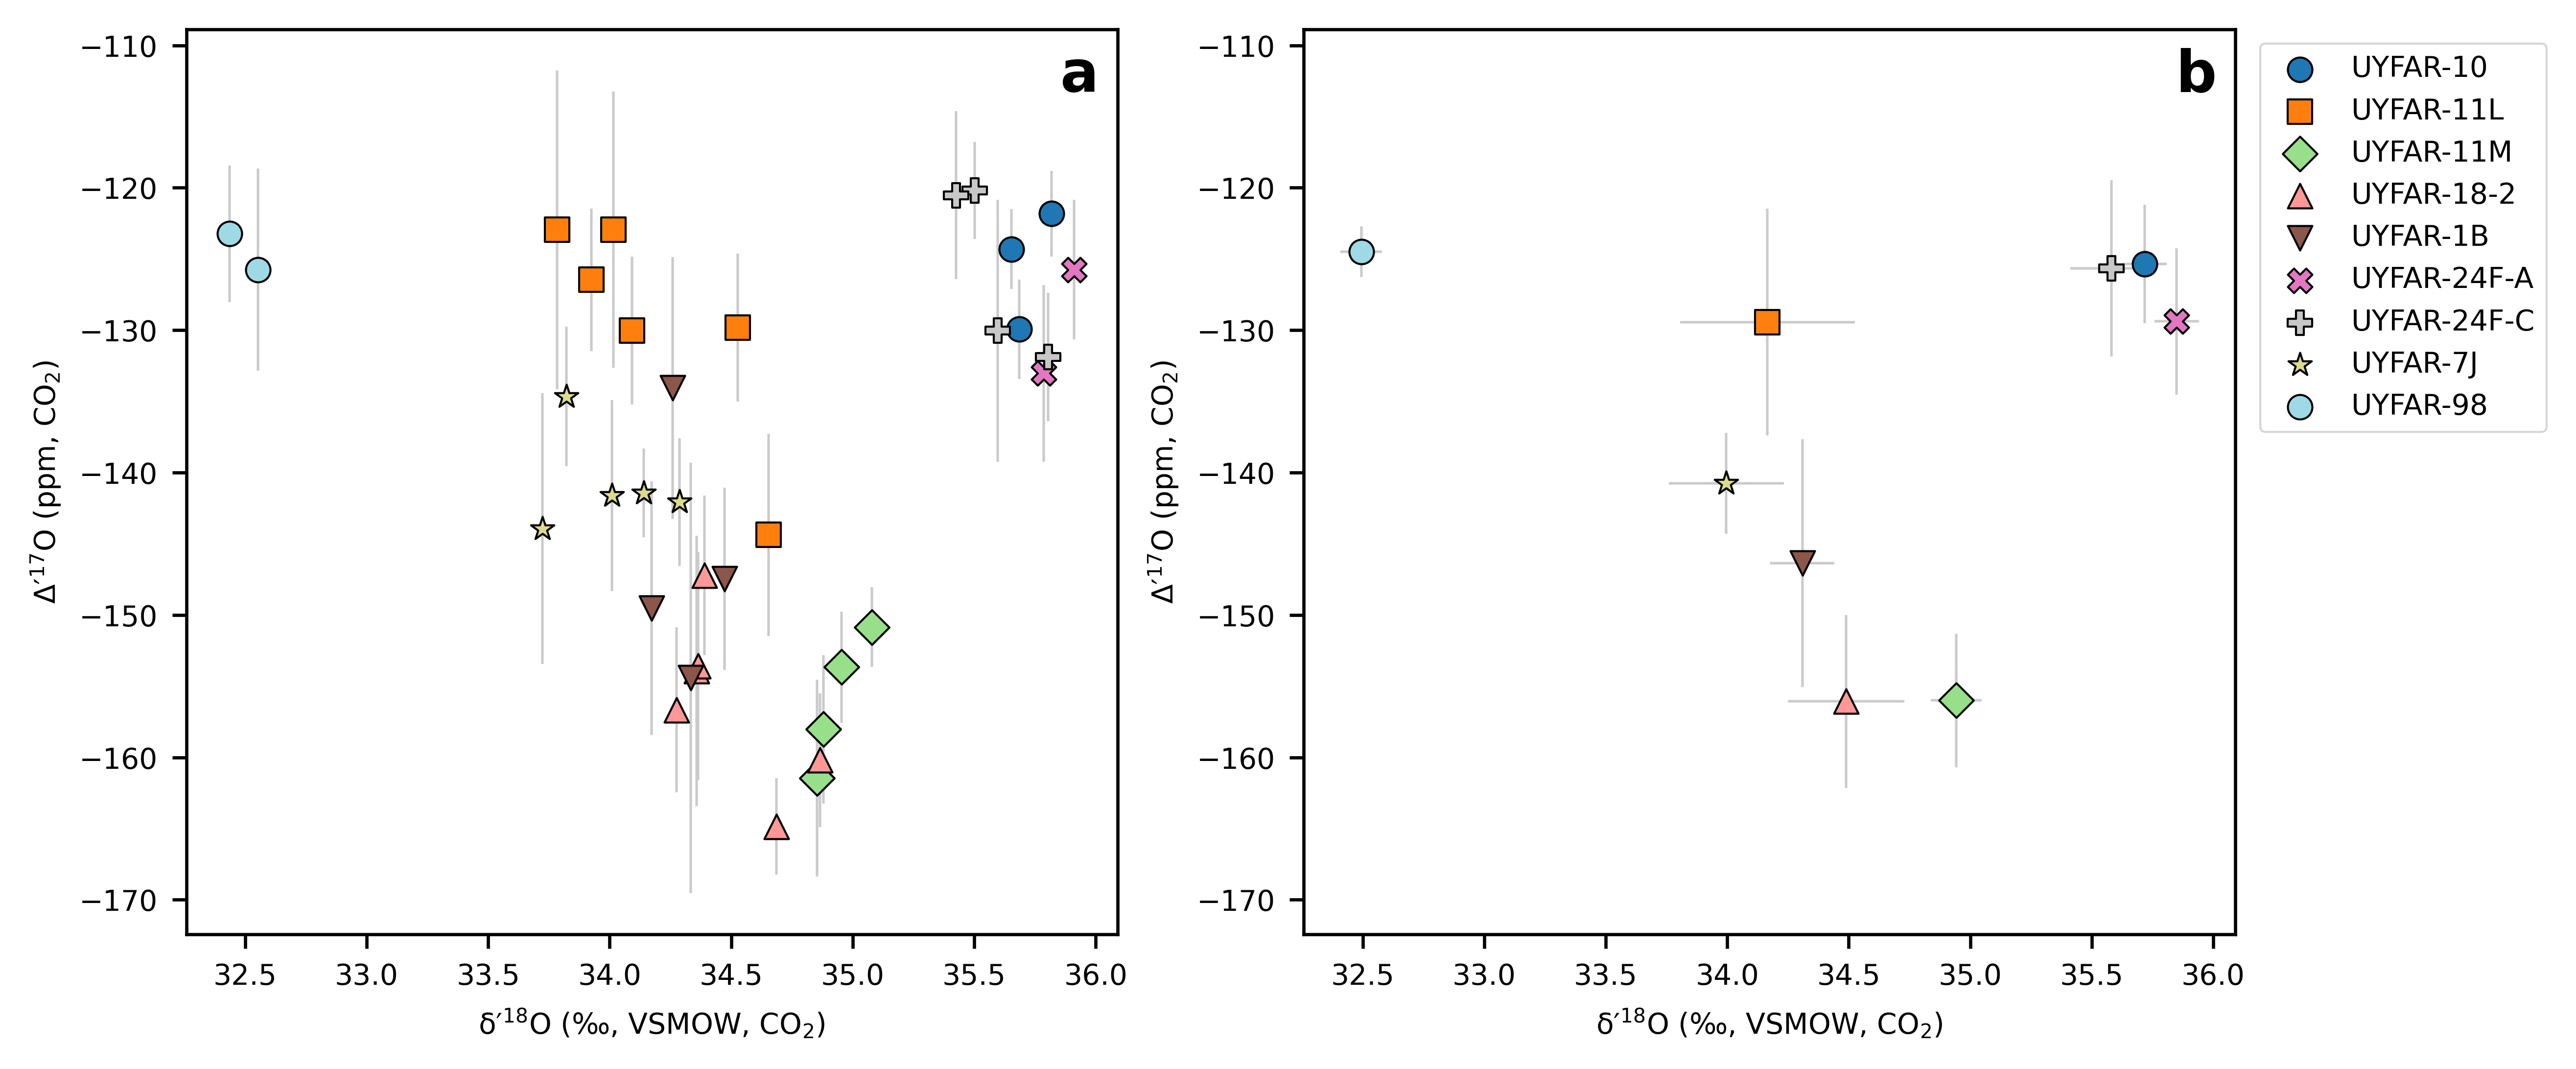 a
−110
−120
−130
−140
−150
−160
−170
Δ′¹⁷O (ppm, CO₂)
32.5 33.0 33.5 34.0 34.5 35.0 35.5 36.0
δ′¹⁸O (‰, VSMOW, CO₂)
b
−110
−120
−130
−140
−150
−160
−170
Δ′¹⁷O (ppm, CO₂)
32.5 33.0 33.5 34.0 34.5 35.0 35.5 36.0
δ′¹⁸O (‰, VSMOW, CO₂)
UYFAR-10
UYFAR-11L
UYFAR-11M
UYFAR-18-2
UYFAR-1B
UYFAR-24F-A
UYFAR-24F-C
UYFAR-7J
UYFAR-98